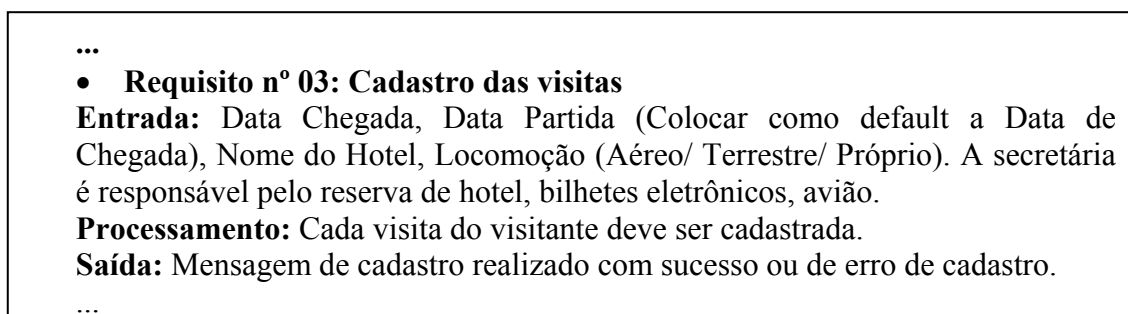 ...
• Requisito nº 03: Cadastro das visitas
Entrada: Data Chegada, Data Partida (Colocar como default a Data de
Chegada), Nome do Hotel, Locomoção (Aéreo/ Terrestre/ Próprio). A secretária
é responsável pelo reserva de hotel, bilhetes eletrônicos, avião.
Processamento: Cada visita do visitante deve ser cadastrada.
Saída: Mensagem de cadastro realizado com sucesso ou de erro de cadastro.
...